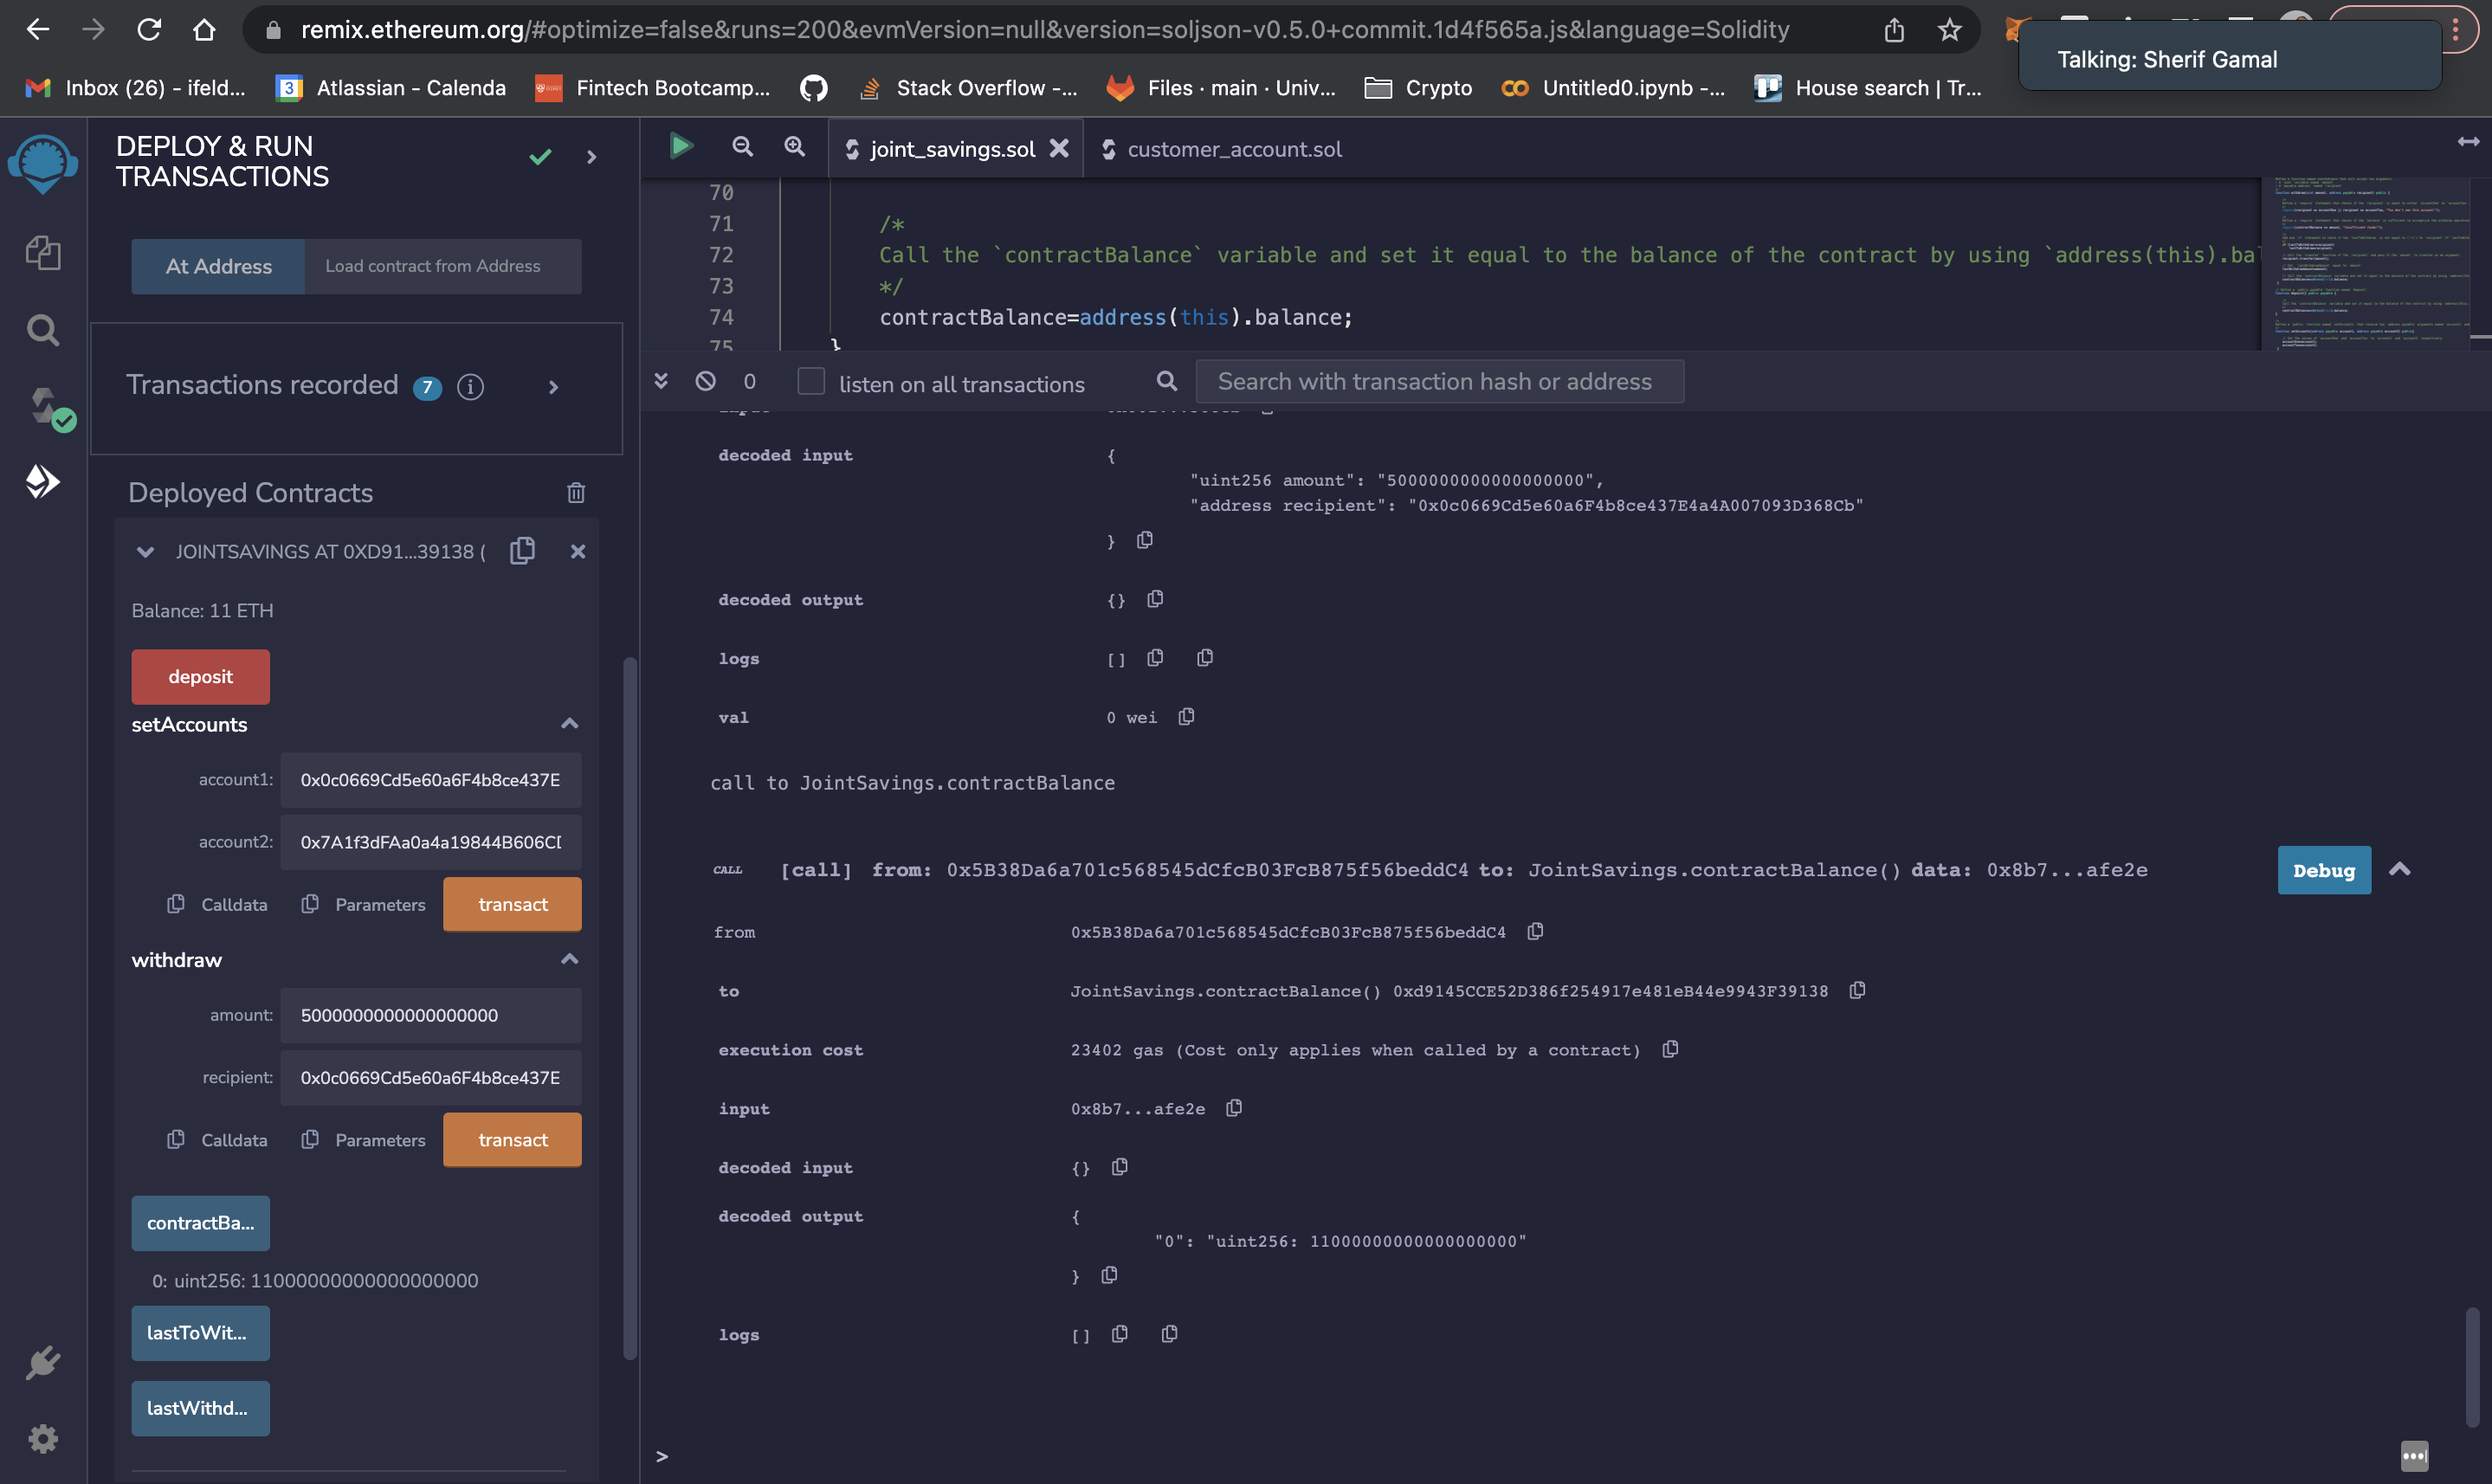 remix.ethereum.org/#optimize=false&runs=200&evmVersion=null&version=soljson-v0.5.0+commit.1d4f565a.js&language=Solidity
Talking: Sherif Gamal
Inbox (26) - ifeld...
3
Atlassian - Calenda
Fintech Bootcamp...
Stack Overflow -...
Files · main · Univ...
Crypto
Untitled0.ipynb -...
House search | Tr...
DEPLOY & RUN
TRANSACTIONS
At Address
Load contract from Address
Transactions recorded 7 i
Deployed Contracts
JOINTSAVINGS AT 0XD91...39138 (
Balance: 11 ETH
deposit
setAccounts
account1: 0x0c0669Cd5e60a6F4b8ce437E
account2: 0x7A1f3dFAa0a4a19844B606CD
Calldata Parameters transact
withdraw
amount: 5000000000000000000
recipient: 0x0c0669Cd5e60a6F4b8ce437E
Calldata Parameters transact
contractBa...
0: uint256: 11000000000000000000
lastToWit...
lastWithd...
joint_savings.sol
customer_account.sol
70
71 /*
72 Call the `contractBalance` variable and set it equal to the balance of the contract by using `address(this).bal
73 */
74 contractBalance=address(this).balance;
75 }
0
listen on all transactions
Search with transaction hash or address
input
decoded input {
"uint256 amount": "5000000000000000000",
"address recipient": "0x0c0669Cd5e60a6F4b8ce437E4a4A007093D368Cb"
}
decoded output {}
logs []
val 0 wei
call to JointSavings.contractBalance
CALL [call] from: 0x5B38Da6a701c568545dCfcB03FcB875f56beddC4 to: JointSavings.contractBalance() data: 0x8b7...afe2e
Debug
from 0x5B38Da6a701c568545dCfcB03FcB875f56beddC4
to JointSavings.contractBalance() 0xd9145CCE52D386f254917e481eB44e9943F39138
execution cost 23402 gas (Cost only applies when called by a contract)
input 0x8b7...afe2e
decoded input {}
decoded output {
"0": "uint256: 11000000000000000000"
}
logs []
>